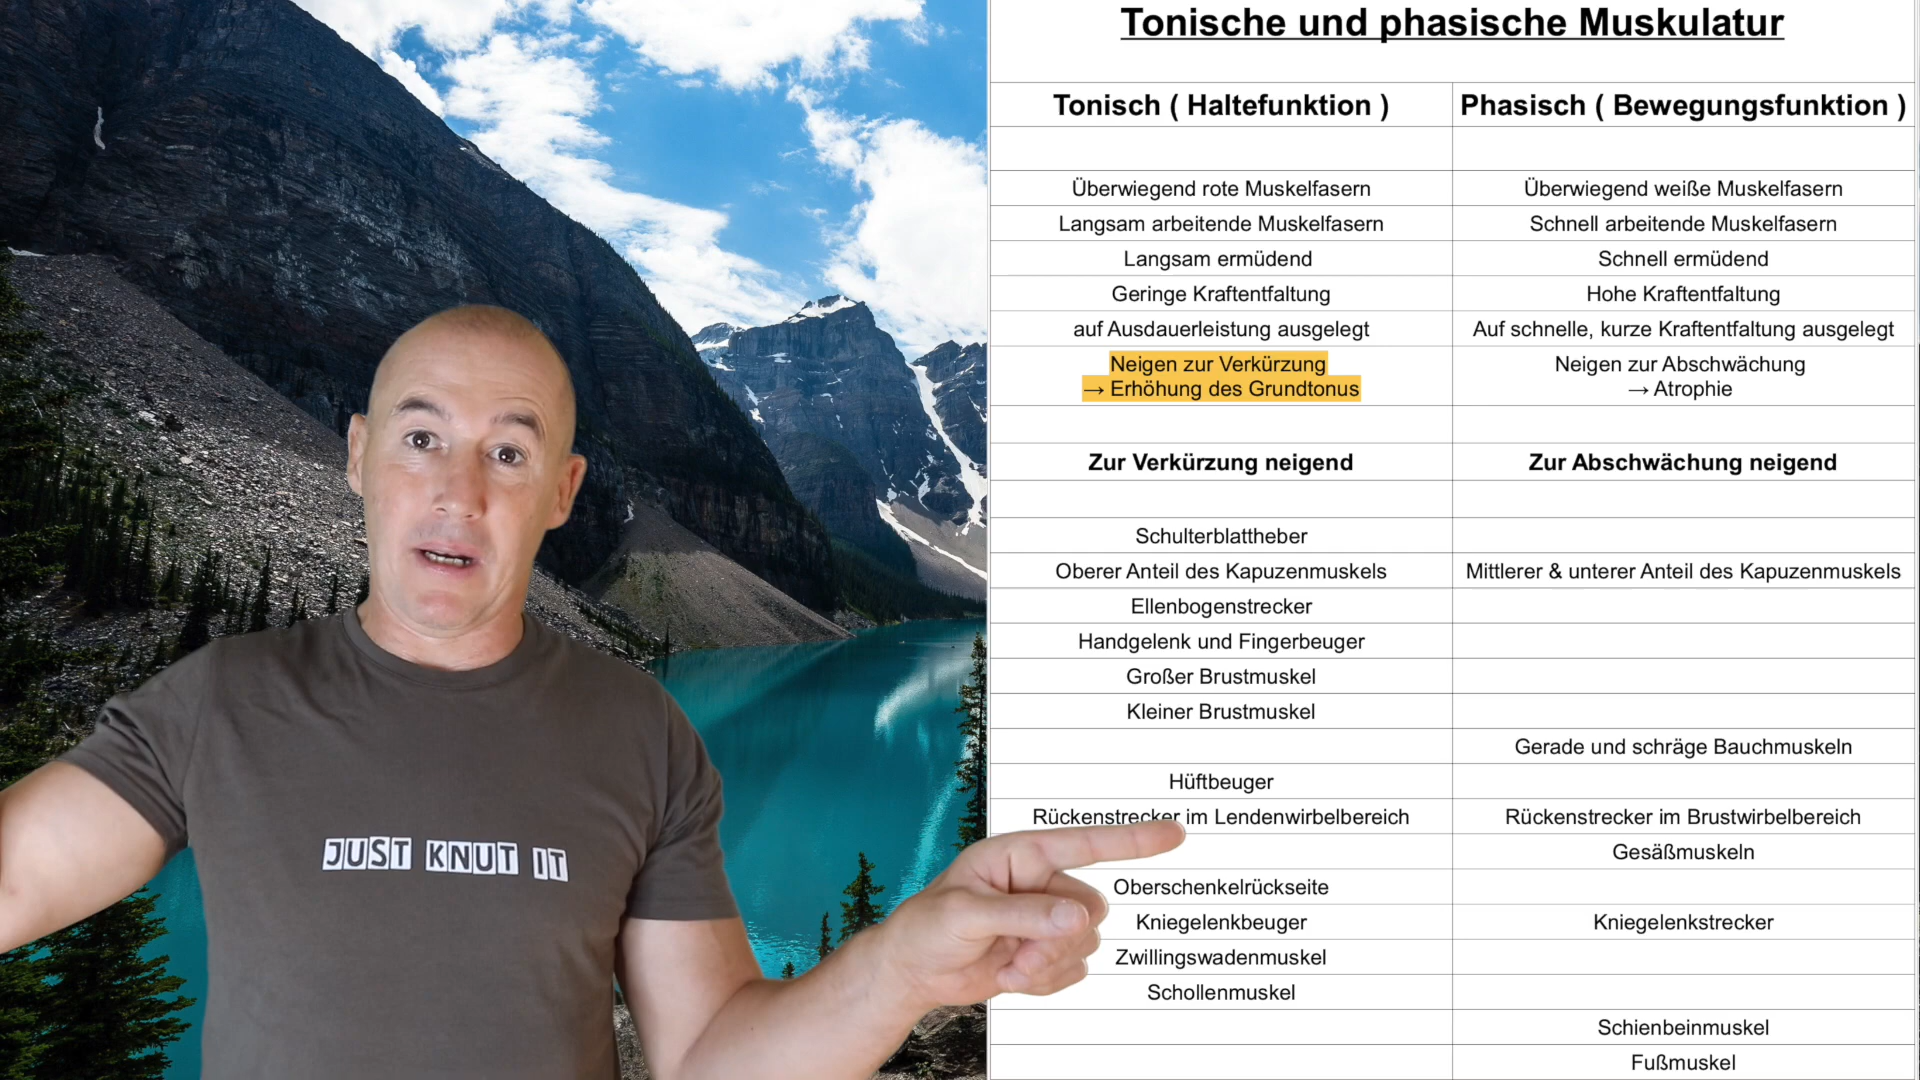 Tonische und phasische Muskulatur
Tonisch ( Haltefunktion )
Phasisch ( Bewegungsfunktion )
Überwiegend rote Muskelfasern
Überwiegend weiße Muskelfasern
Langsam arbeitende Muskelfasern
Schnell arbeitende Muskelfasern
Langsam ermüdend
Schnell ermüdend
Geringe Kraftentfaltung
Hohe Kraftentfaltung
auf Ausdauerleistung ausgelegt
Auf schnelle, kurze Kraftentfaltung ausgelegt
Neigen zur Verkürzung
→ Erhöhung des Grundtonus
Neigen zur Abschwächung
→ Atrophie
Zur Verkürzung neigend
Zur Abschwächung neigend
Schulterblattheber
Oberer Anteil des Kapuzenmuskels
Mittlerer & unterer Anteil des Kapuzenmuskels
Ellenbogenstrecker
Handgelenk und Fingerbeuger
Großer Brustmuskel
Kleiner Brustmuskel
Gerade und schräge Bauchmuskeln
Hüftbeuger
Rückenstrecker im Lendenwirbelbereich
Rückenstrecker im Brustwirbelbereich
Gesäßmuskeln
Oberschenkelrückseite
Kniegelenkbeuger
Kniegelenkstrecker
Zwillingswadenmuskel
Schollenmuskel
Schienbeinmuskel
Fußmuskel
JUST KNUT IT